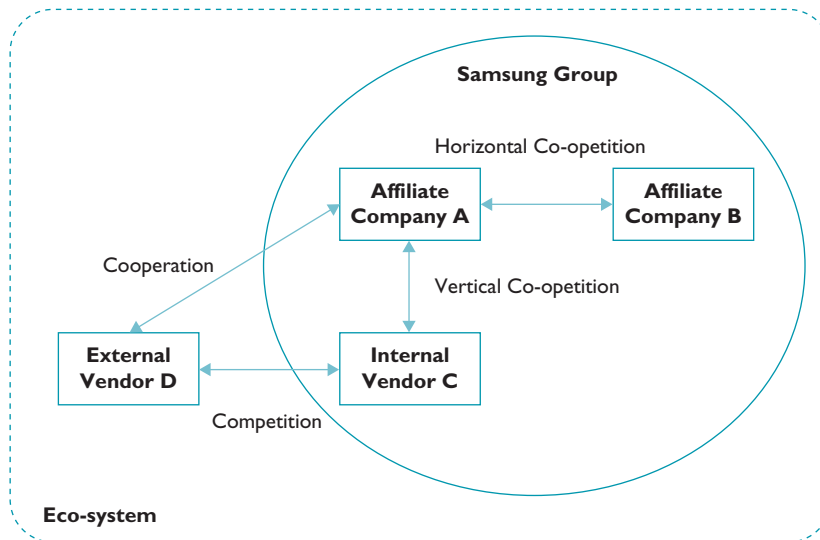 Samsung Group
Horizontal Co-opetition
Affiliate
Company A
Affiliate
Company B
Cooperation
Vertical Co-opetition
External
Vendor D
Internal
Vendor C
Competition
Eco-system